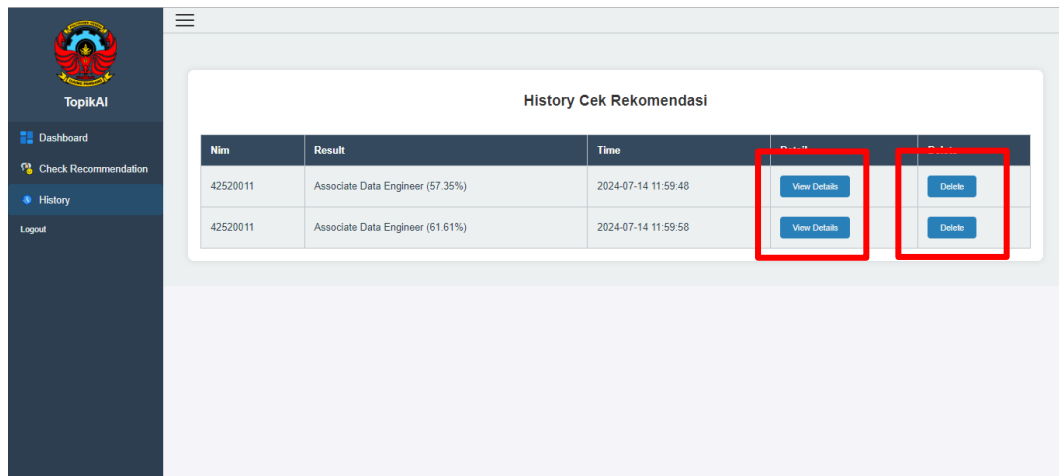 TopikAI
Dashboard
Check Recommendation
History
Logout
History Cek Rekomendasi
Nim Result Time Detail Delete
42520011 Associate Data Engineer (57.35%) 2024-07-14 11:59:48 View Details Delete
42520011 Associate Data Engineer (61.61%) 2024-07-14 11:59:58 View Details Delete